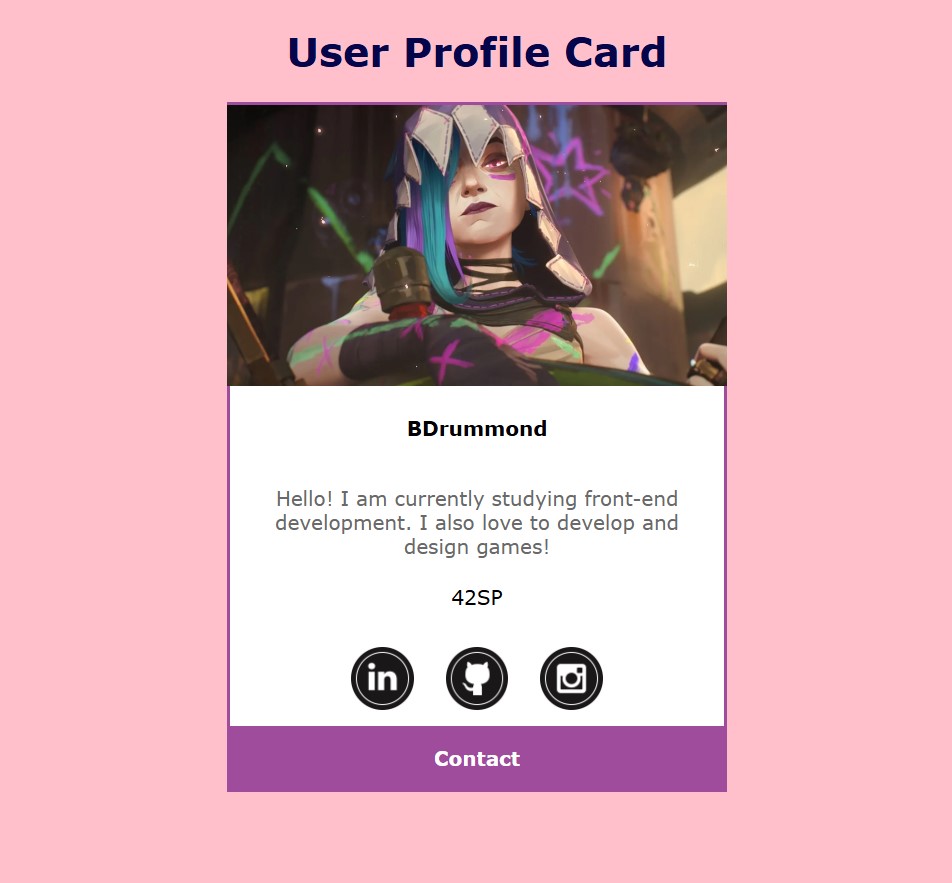 User Profile Card
BDrummond
Hello! I am currently studying front-end
development. I also love to develop and
design games!
42SP
in
Contact